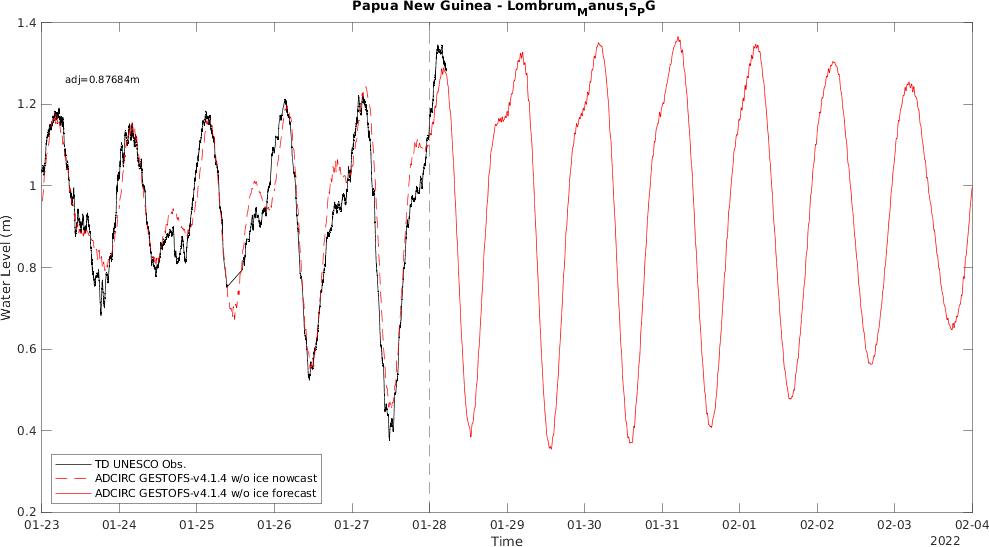 Papua New Guinea - LombrumManusIsPG
1.4
1.2
1
0.8
0.6
0.4
0.2
Water Level (m)
adj=0.87684m
TD UNESCO Obs.
ADCIRC GESTOFS-v4.1.4 w/o ice nowcast
ADCIRC GESTOFS-v4.1.4 w/o ice forecast
01-23 01-24 01-25 01-26 01-27 01-28 01-29 01-30 01-31 02-01 02-02 02-03 02-04
Time
2022